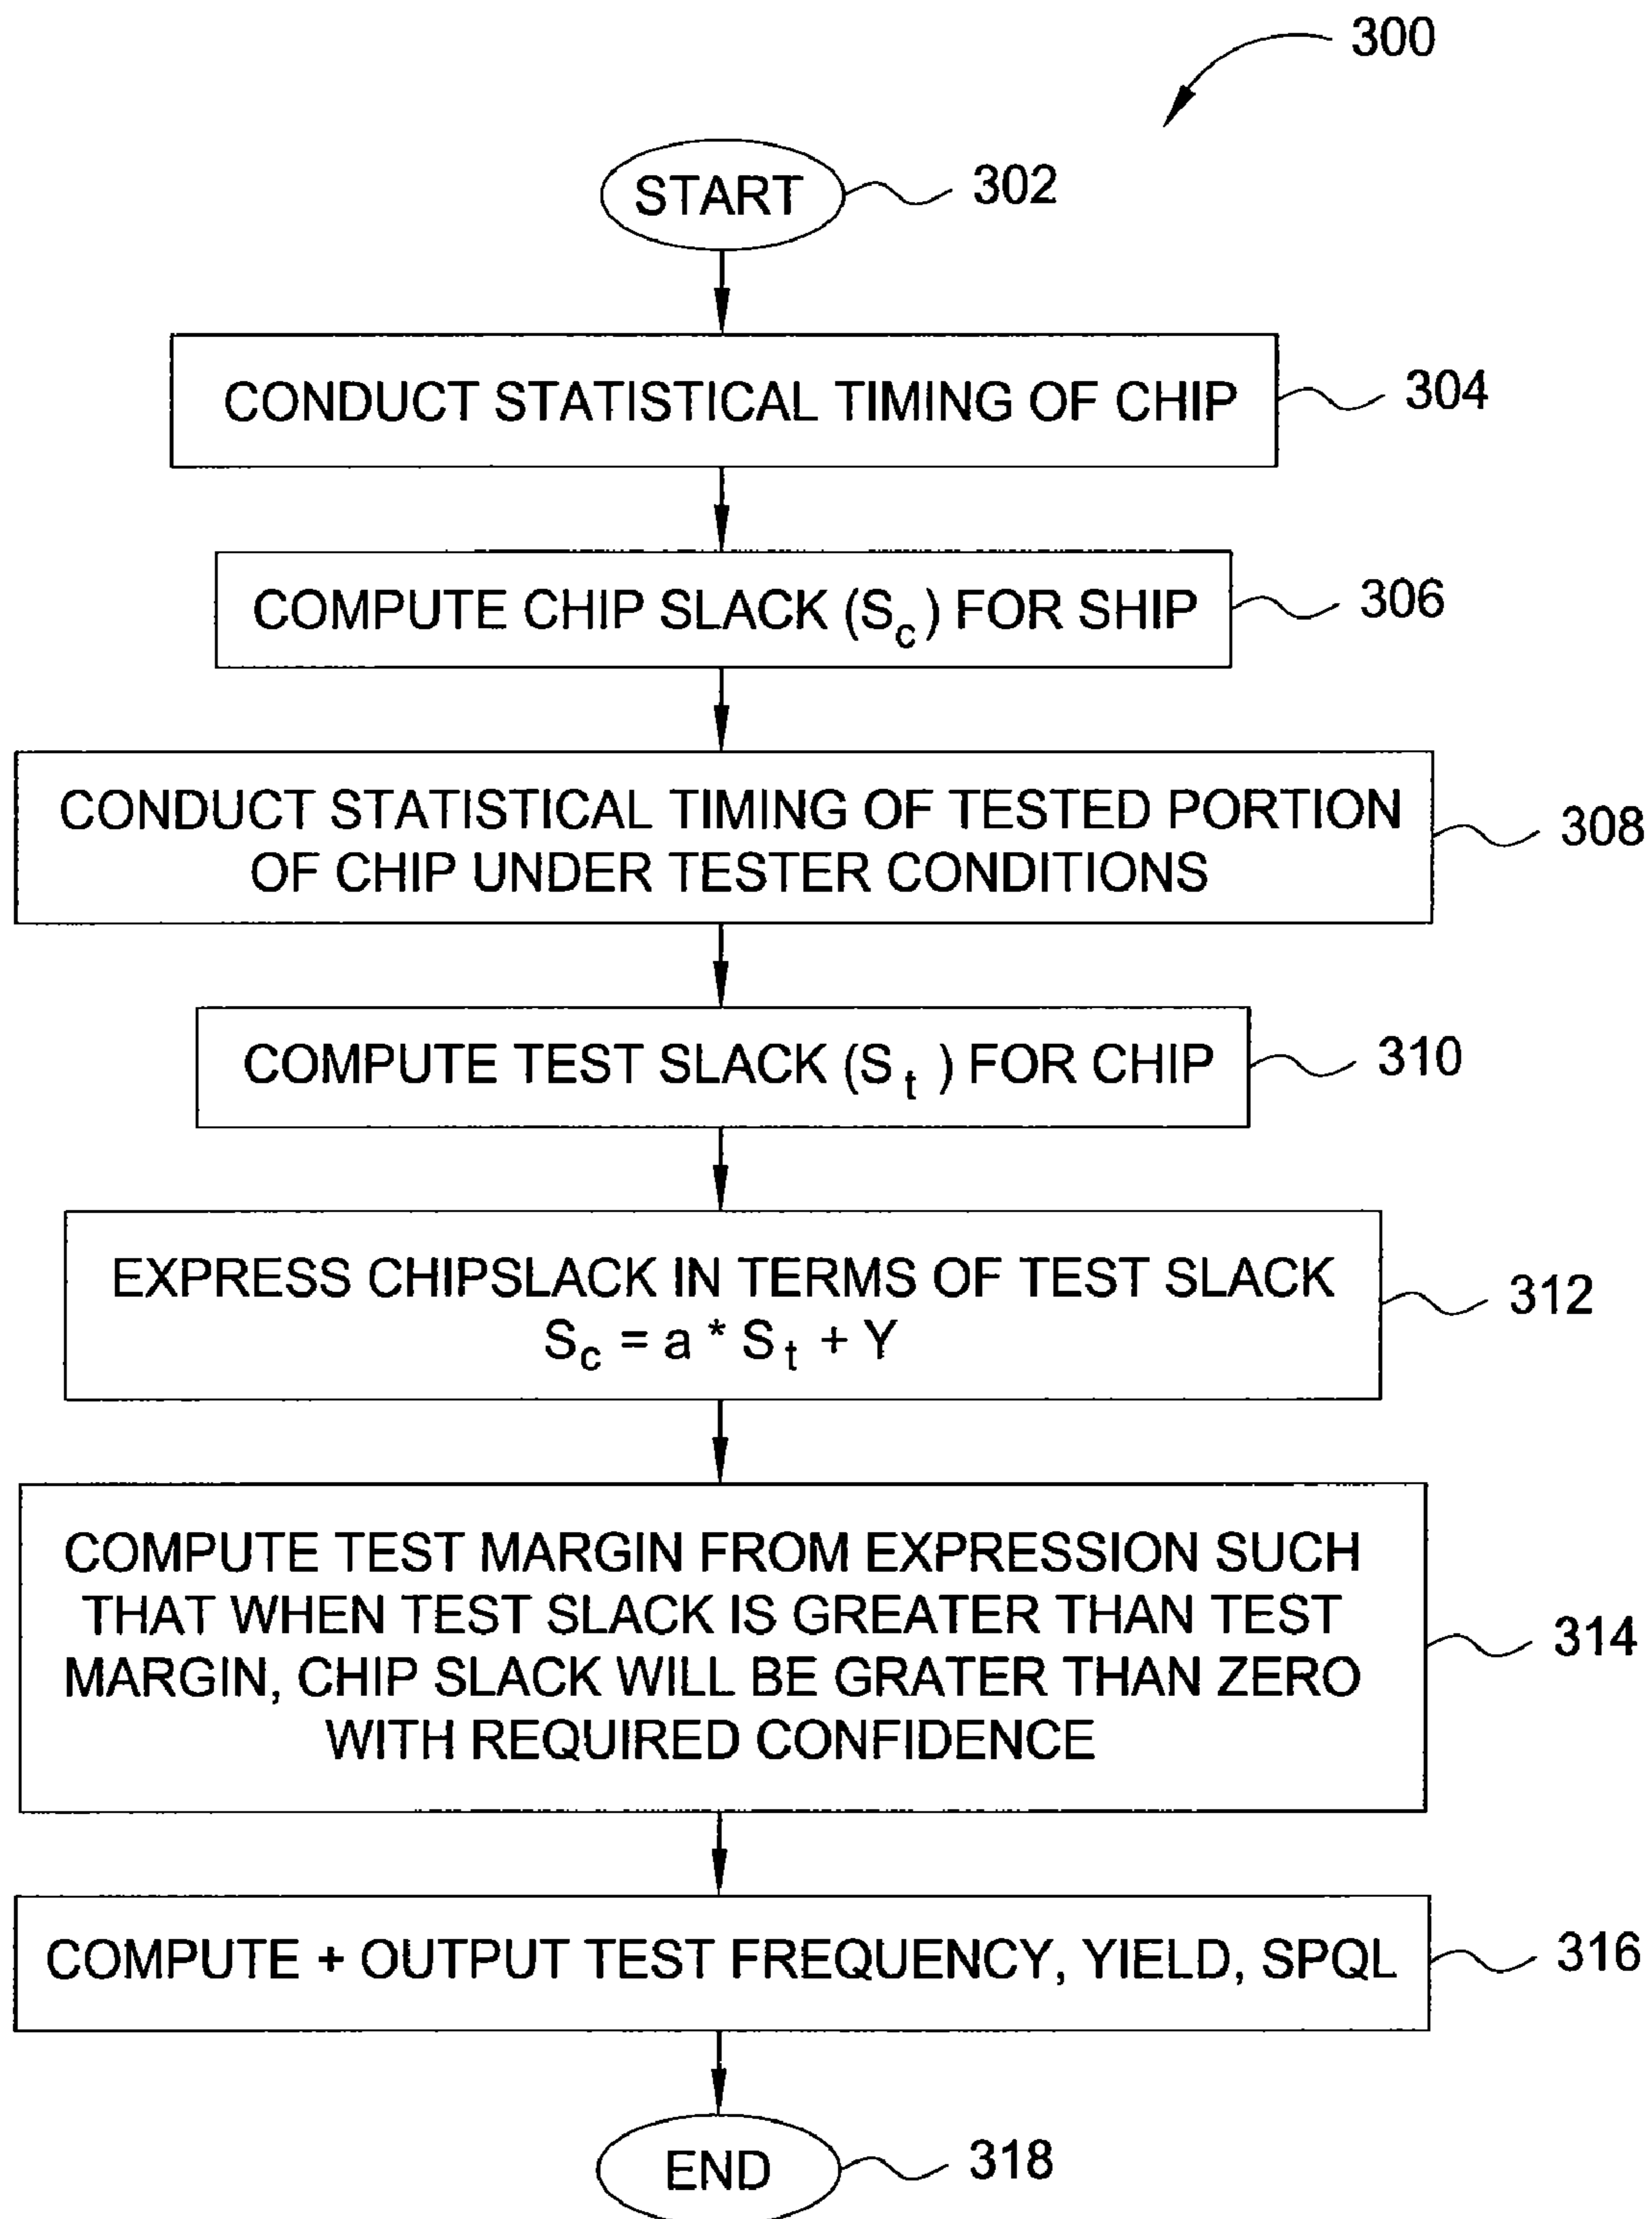 300
START
302
CONDUCT STATISTICAL TIMING OF CHIP
304
COMPUTE CHIP SLACK (Sc) FOR SHIP
306
CONDUCT STATISTICAL TIMING OF TESTED PORTION
OF CHIP UNDER TESTER CONDITIONS
308
COMPUTE TEST SLACK (St) FOR CHIP
310
EXPRESS CHIPSLACK IN TERMS OF TEST SLACK
Sc = a * St + Y
312
COMPUTE TEST MARGIN FROM EXPRESSION SUCH
THAT WHEN TEST SLACK IS GREATER THAN TEST
MARGIN, CHIP SLACK WILL BE GRATER THAN ZERO
WITH REQUIRED CONFIDENCE
314
COMPUTE + OUTPUT TEST FREQUENCY, YIELD, SPQL
316
END
318